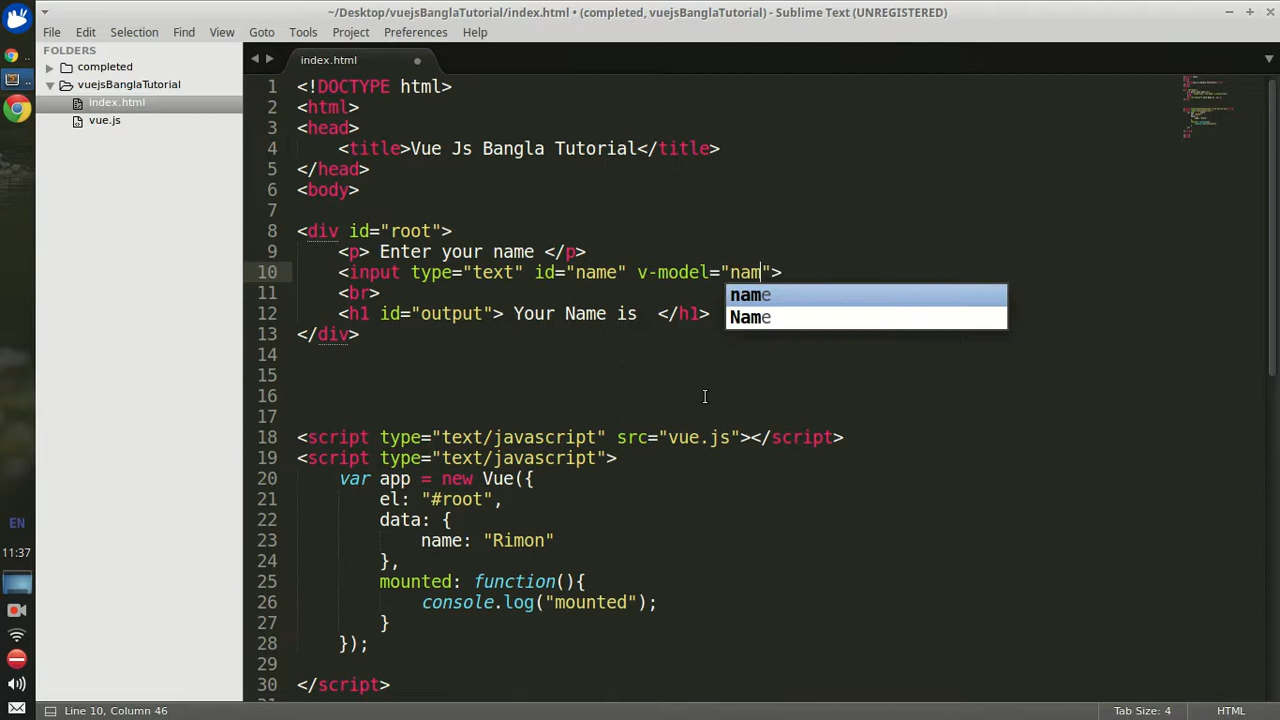 ~/Desktop/vuejsBanglaTutorial/index.html • (completed, vuejsBanglaTutorial) - Sublime Text (UNREGISTERED)
File Edit Selection Find View Goto Tools Project Preferences Help
FOLDERS
completed
vuejsBanglaTutorial
index.html
vue.js
index.html
1 <!DOCTYPE html>
2 <html>
3 <head>
4 <title>Vue Js Bangla Tutorial</title>
5 </head>
6 <body>
7
8 <div id="root">
9 <p> Enter your name </p>
10 <input type="text" id="name" v-model="nam">
name
Name
11 <br>
12 <h1 id="output"> Your Name is </h1>
13 </div>
14
15
16
17
18 <script type="text/javascript" src="vue.js"></script>
19 <script type="text/javascript">
20 var app = new Vue({
21 el: "#root",
22 data: {
23 name: "Rimon"
24 },
25 mounted: function(){
26 console.log("mounted");
27 }
28 });
29
30 </script>
EN
11:37
Line 10, Column 46
Tab Size: 4
HTML